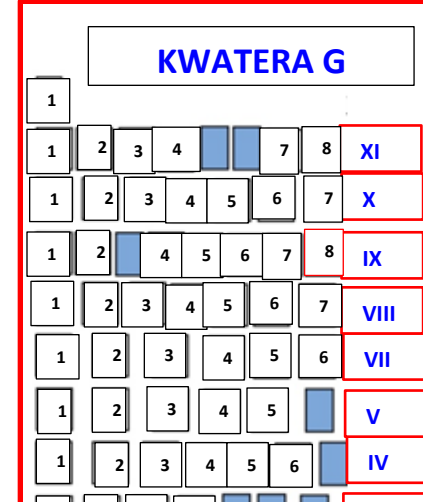 KWATERA G
1
1 2 3 4 7 8 XI
1 2 3 4 5 6 7 X
1 2 4 5 6 7 8 IX
1 2 3 4 5 6 7 VIII
1 2 3 4 5 6 VII
1 2 3 4 5 V
1 2 3 4 5 6 IV